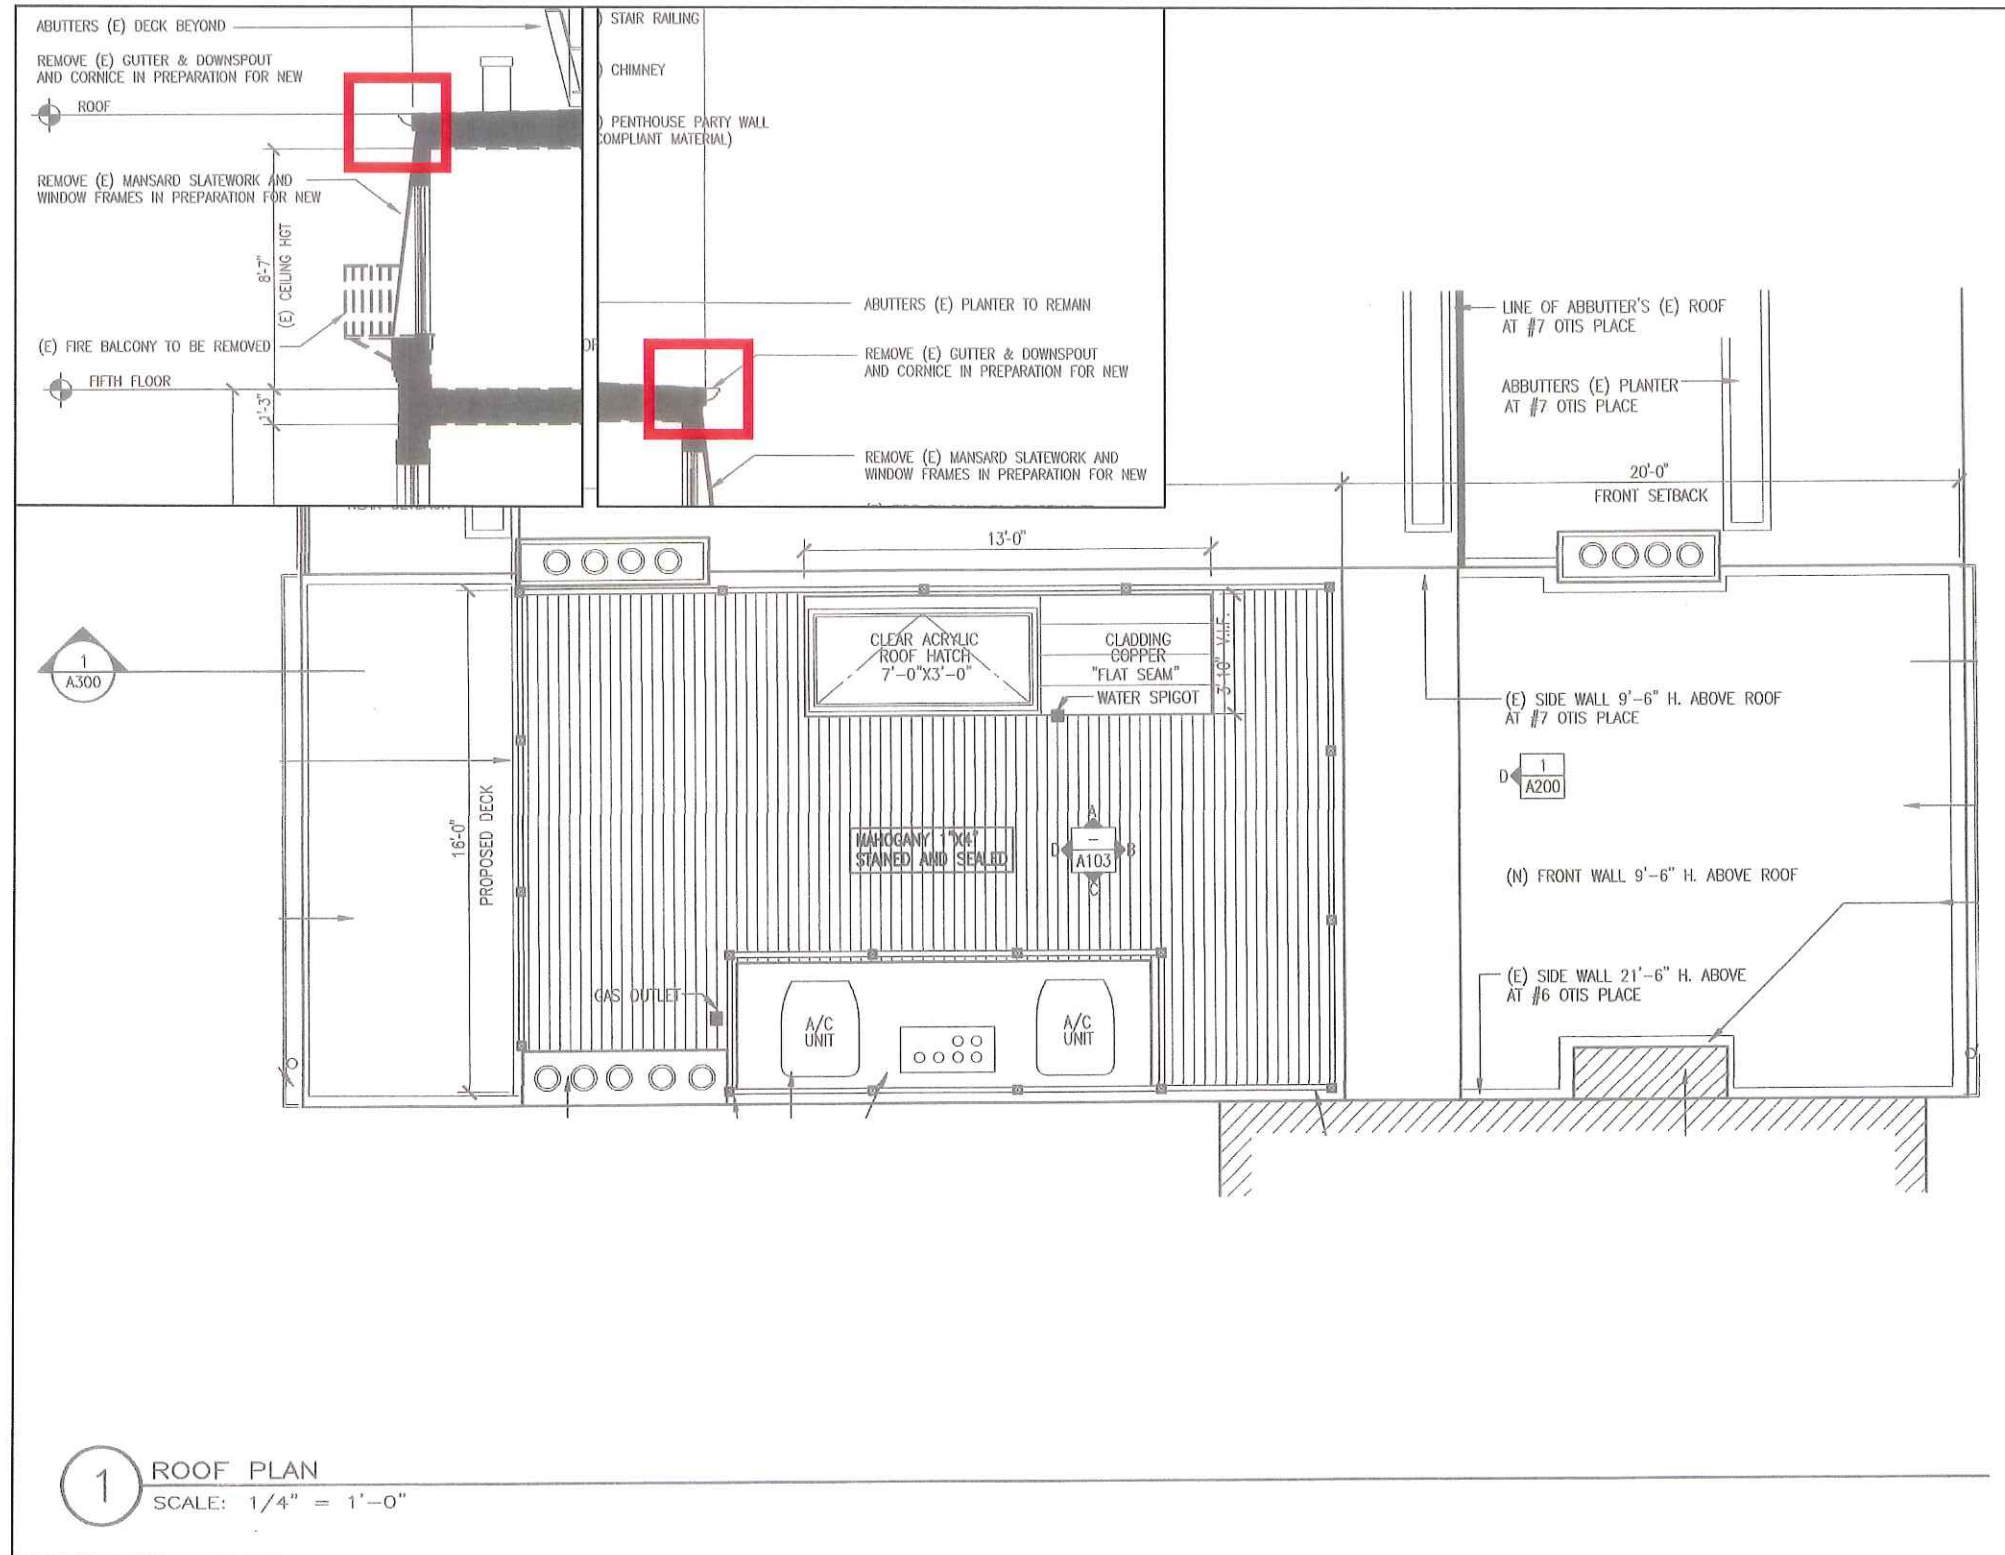 ABUTTERS (E) DECK BEYOND
REMOVE (E) GUTTER & DOWNSPOUT
AND CORNICE IN PREPARATION FOR NEW
ROOF
REMOVE (E) MANSARD SLATEWORK AND
WINDOW FRAMES IN PREPARATION FOR NEW
8'-7"
(E) CEILING HGT
(E) FIRE BALCONY TO BE REMOVED
FIFTH FLOOR
1'-3"
) STAIR RAILING
) CHIMNEY
) PENTHOUSE PARTY WALL
COMPLIANT MATERIAL)
ABUTTERS (E) PLANTER TO REMAIN
REMOVE (E) GUTTER & DOWNSPOUT
AND CORNICE IN PREPARATION FOR NEW
REMOVE (E) MANSARD SLATEWORK AND
WINDOW FRAMES IN PREPARATION FOR NEW
LINE OF ABBUTTER'S (E) ROOF
AT #7 OTIS PLACE
ABBUTTERS (E) PLANTER
AT #7 OTIS PLACE
20'-0"
FRONT SETBACK
13'-0"
CLEAR ACRYLIC
ROOF HATCH
7'-0"X3'-0"
CLADDING
COPPER
"FLAT SEAM"
WATER SPIGOT
3'-10" V.I.F.
1
A300
(E) SIDE WALL 9'-6" H. ABOVE ROOF
AT #7 OTIS PLACE
D
1
A200
16'-0"
PROPOSED DECK
MAHOGANY 1"X4"
STAINED AND SEALED
A
D
–
B
A103
C
(N) FRONT WALL 9'-6" H. ABOVE ROOF
(E) SIDE WALL 21'-6" H. ABOVE
AT #6 OTIS PLACE
GAS OUTLET
A/C
UNIT
A/C
UNIT
1
ROOF PLAN
SCALE: 1/4" = 1'-0"